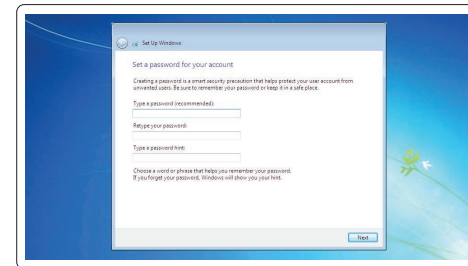 Set Up Windows
Set a password for your account
Creating a password is a smart security precaution that helps protect your user account from
unwanted users. Be sure to remember your password or keep it in a safe place.
Type a password (recommended):
Retype your password:
Type a password hint:
Choose a word or phrase that helps you remember your password.
If you forget your password, Windows will show you your hint.
Next